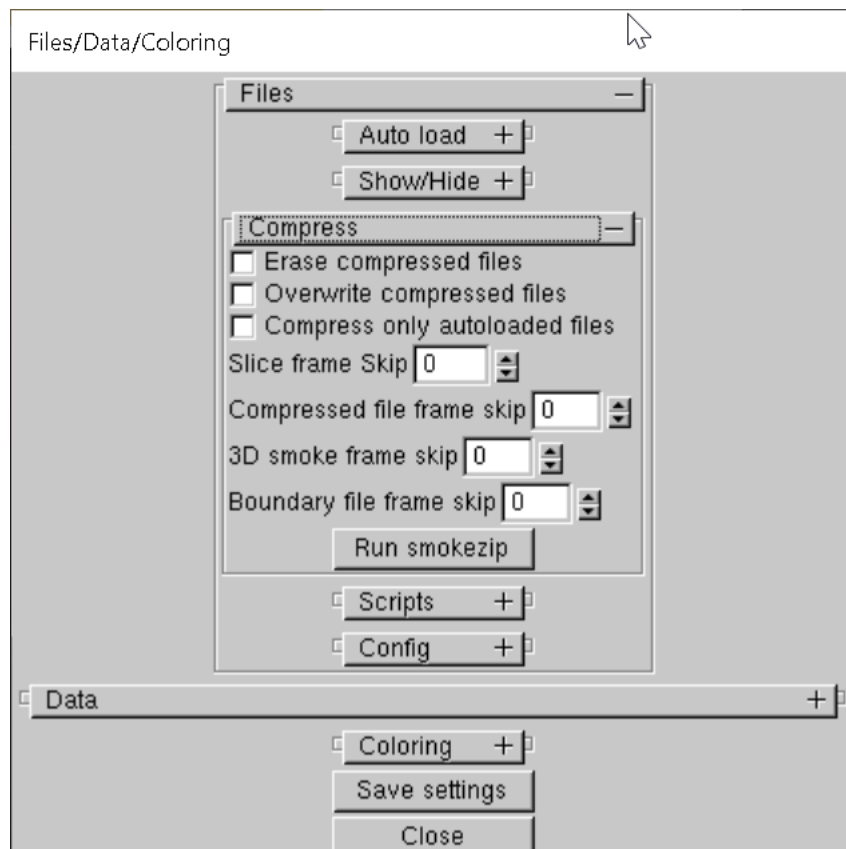 Files/Data/Coloring
Files
Auto load
Show/Hide
Compress
Erase compressed files
Overwrite compressed files
Compress only autoloaded files
Slice frame Skip 0
Compressed file frame skip 0
3D smoke frame skip 0
Boundary file frame skip 0
Run smokezip
Scripts
Config
Data
Coloring
Save settings
Close